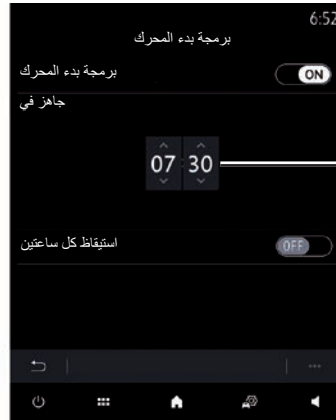 6:52
برمجة بدء المحرك
برمجة بدء المحرك ON
جاهز في
07 30
استيقاظ كل ساعتين OFF